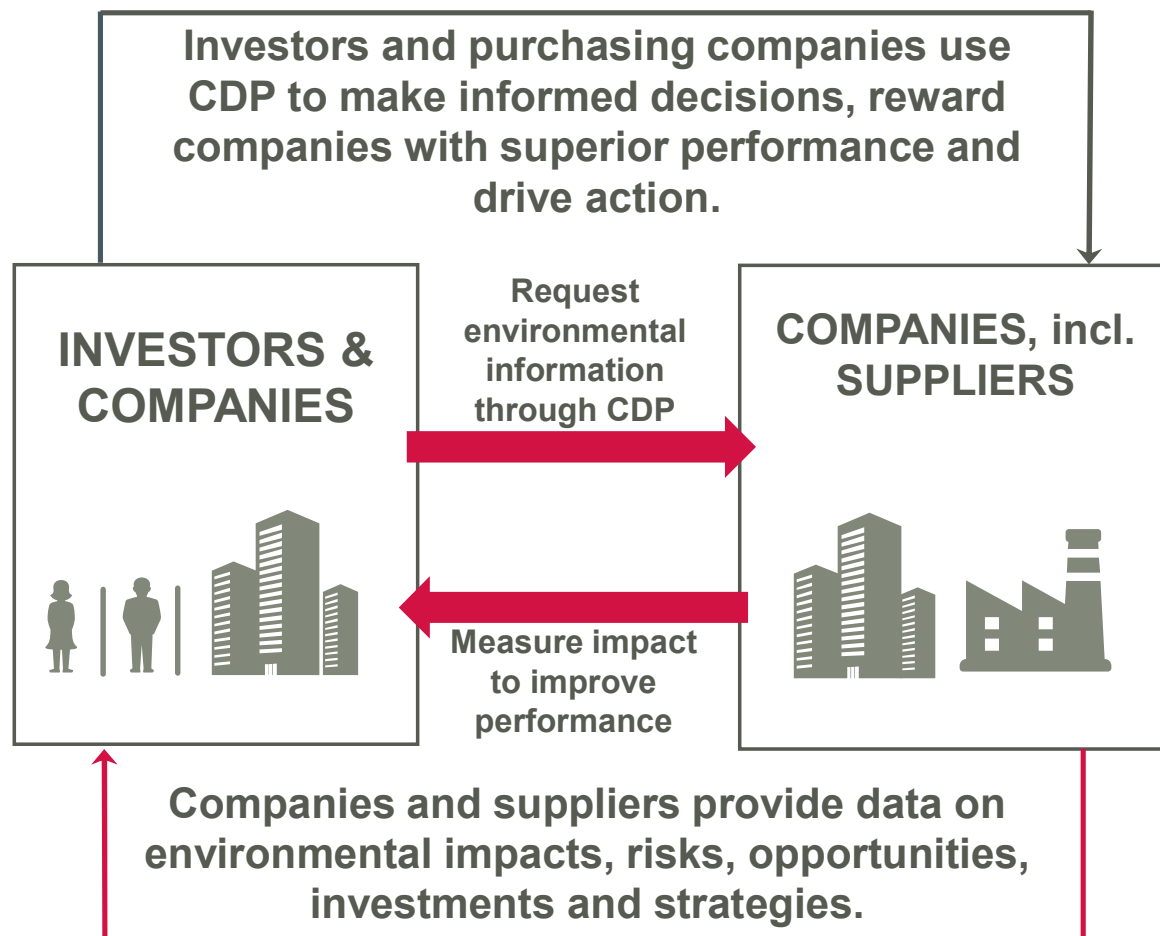 Investors and purchasing companies use
CDP to make informed decisions, reward
companies with superior performance and
drive action.
INVESTORS &
COMPANIES
Request
environmental
information
through CDP
COMPANIES, incl.
SUPPLIERS
Measure impact
to improve
performance
Companies and suppliers provide data on
environmental impacts, risks, opportunities,
investments and strategies.